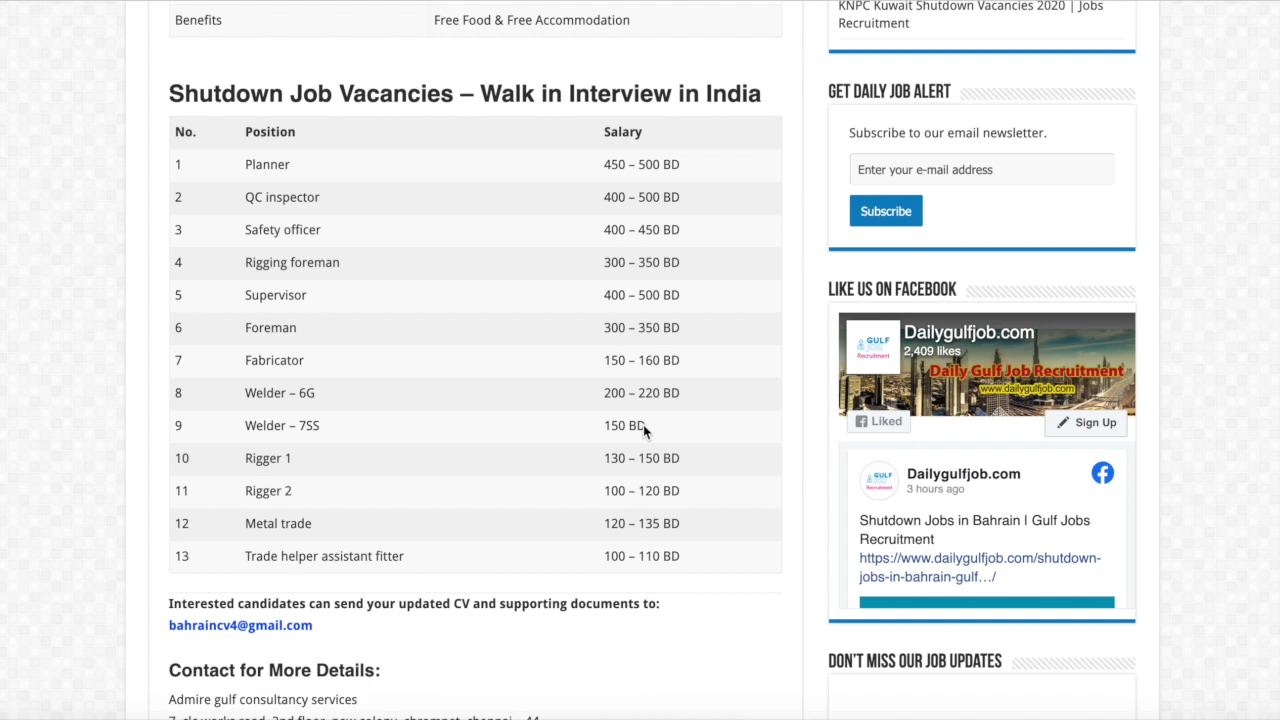 Benefits Free Food & Free Accommodation
Shutdown Job Vacancies – Walk in Interview in India
No. Position Salary
1 Planner 450 – 500 BD
2 QC inspector 400 – 500 BD
3 Safety officer 400 – 450 BD
4 Rigging foreman 300 – 350 BD
5 Supervisor 400 – 500 BD
6 Foreman 300 – 350 BD
7 Fabricator 150 – 160 BD
8 Welder – 6G 200 – 220 BD
9 Welder – 7SS 150 BD
10 Rigger 1 130 – 150 BD
11 Rigger 2 100 – 120 BD
12 Metal trade 120 – 135 BD
13 Trade helper assistant fitter 100 – 110 BD
Interested candidates can send your updated CV and supporting documents to:
bahraincv4@gmail.com
Contact for More Details:
Admire gulf consultancy services
KNPC Kuwait Shutdown Vacancies 2020 | Jobs
Recruitment
GET DAILY JOB ALERT
Subscribe to our email newsletter.
Enter your e-mail address
Subscribe
LIKE US ON FACEBOOK
GULF
JOB
Recruitment
Dailygulfjob.com
2,409 likes
Daily Gulf Job Recruitment
www.dailygulfjob.com
Liked
Sign Up
GULF
JOB
Recruitment
Dailygulfjob.com
3 hours ago
Shutdown Jobs in Bahrain l Gulf Jobs
Recruitment
https://www.dailygulfjob.com/shutdown-
jobs-in-bahrain-gulf…/
DON'T MISS OUR JOB UPDATES